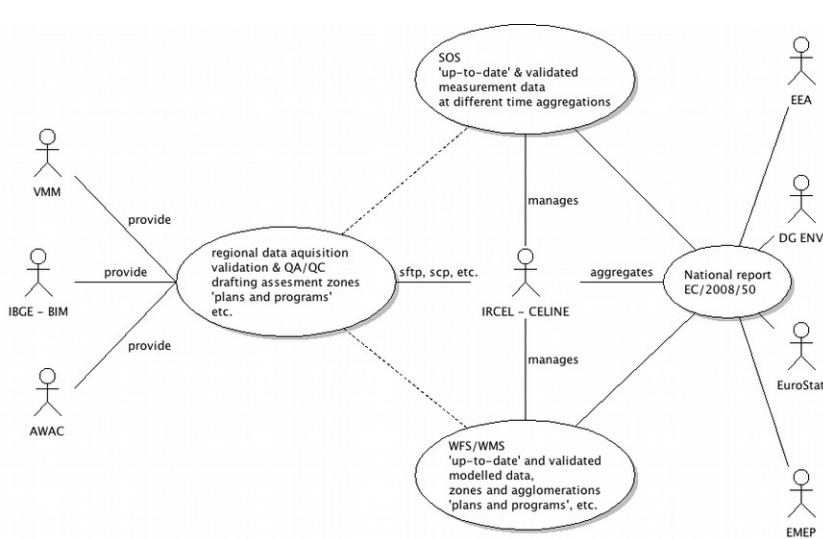 SOS
'up-to-date' & validated
measurement data
at different time aggregations
EEA
VMM
provide
manages
DG ENV
regional data aquisition
validation & QA/QC
drafting assesment zones
'plans and programs'
etc.
provide
IBGE - BIM
sftp, scp, etc.
IRCEL - CELINE
aggregates
National report
EC/2008/50
provide
manages
EuroStat
AWAC
WFS/WMS
'up-to-date' and validated
modelled data,
zones and agglomerations
'plans and programs', etc.
EMEP